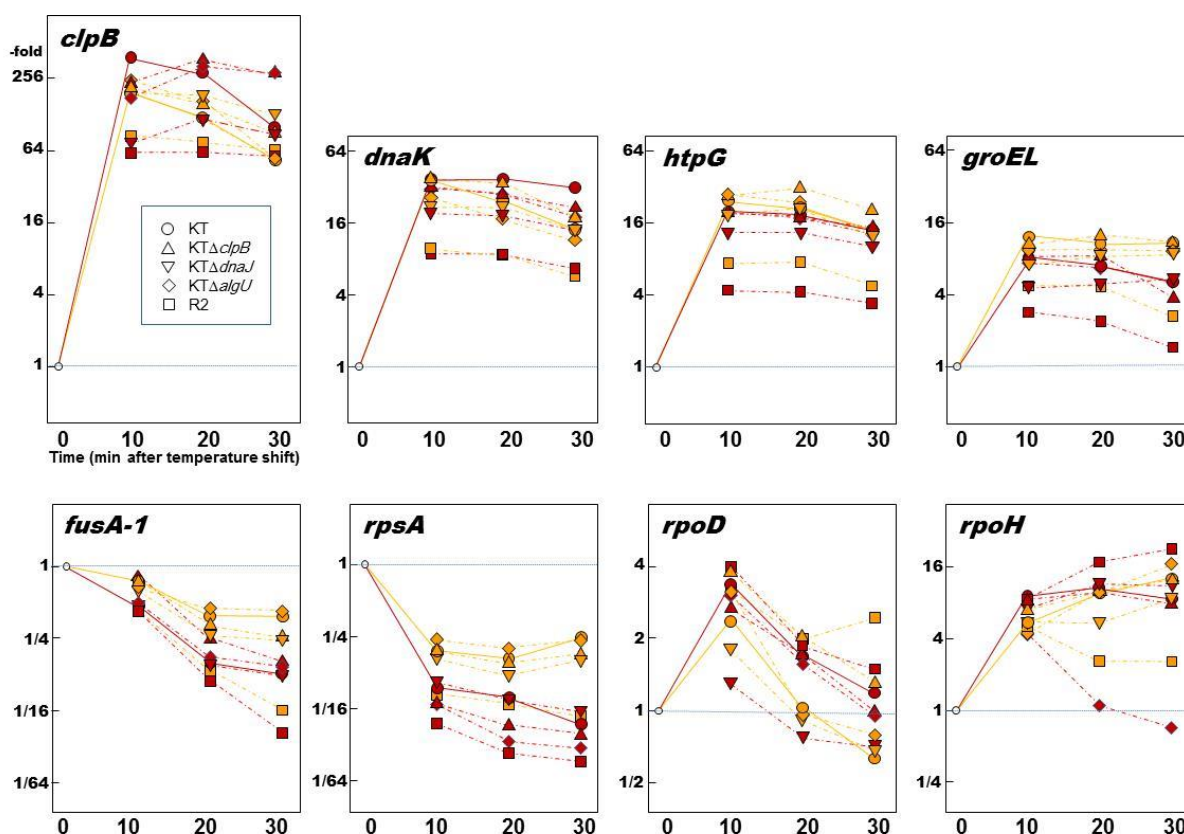 clpB
-fold
256
64
16
4
1
KT
KTΔclpB
KTΔdnaJ
KTΔalgU
R2
0 10 20 30
Time (min after temperature shift)
dnaK
64
16
4
1
0 10 20 30
htpG
64
16
4
1
0 10 20 30
groEL
64
16
4
1
0 10 20 30
fusA-1
1
1/4
1/16
1/64
0 10 20 30
rpsA
1
1/4
1/16
1/64
0 10 20 30
rpoD
4
2
1
1/2
0 10 20 30
rpoH
16
4
1
1/4
0 10 20 30